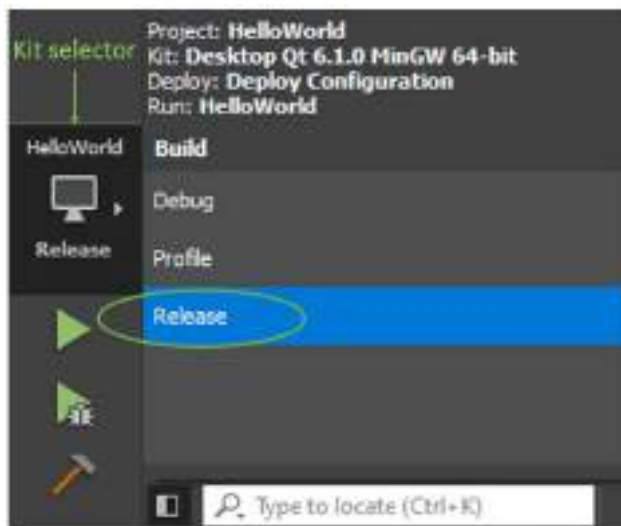 Kit selector
Project: HelloWorld
Kit: Desktop Qt 6.1.0 MinGW 64-bit
Deploy: Deploy Configuration
Run: HelloWorld
HelloWorld
Build
Debug
Release
Profile
Release
Type to locate (Ctrl+K)